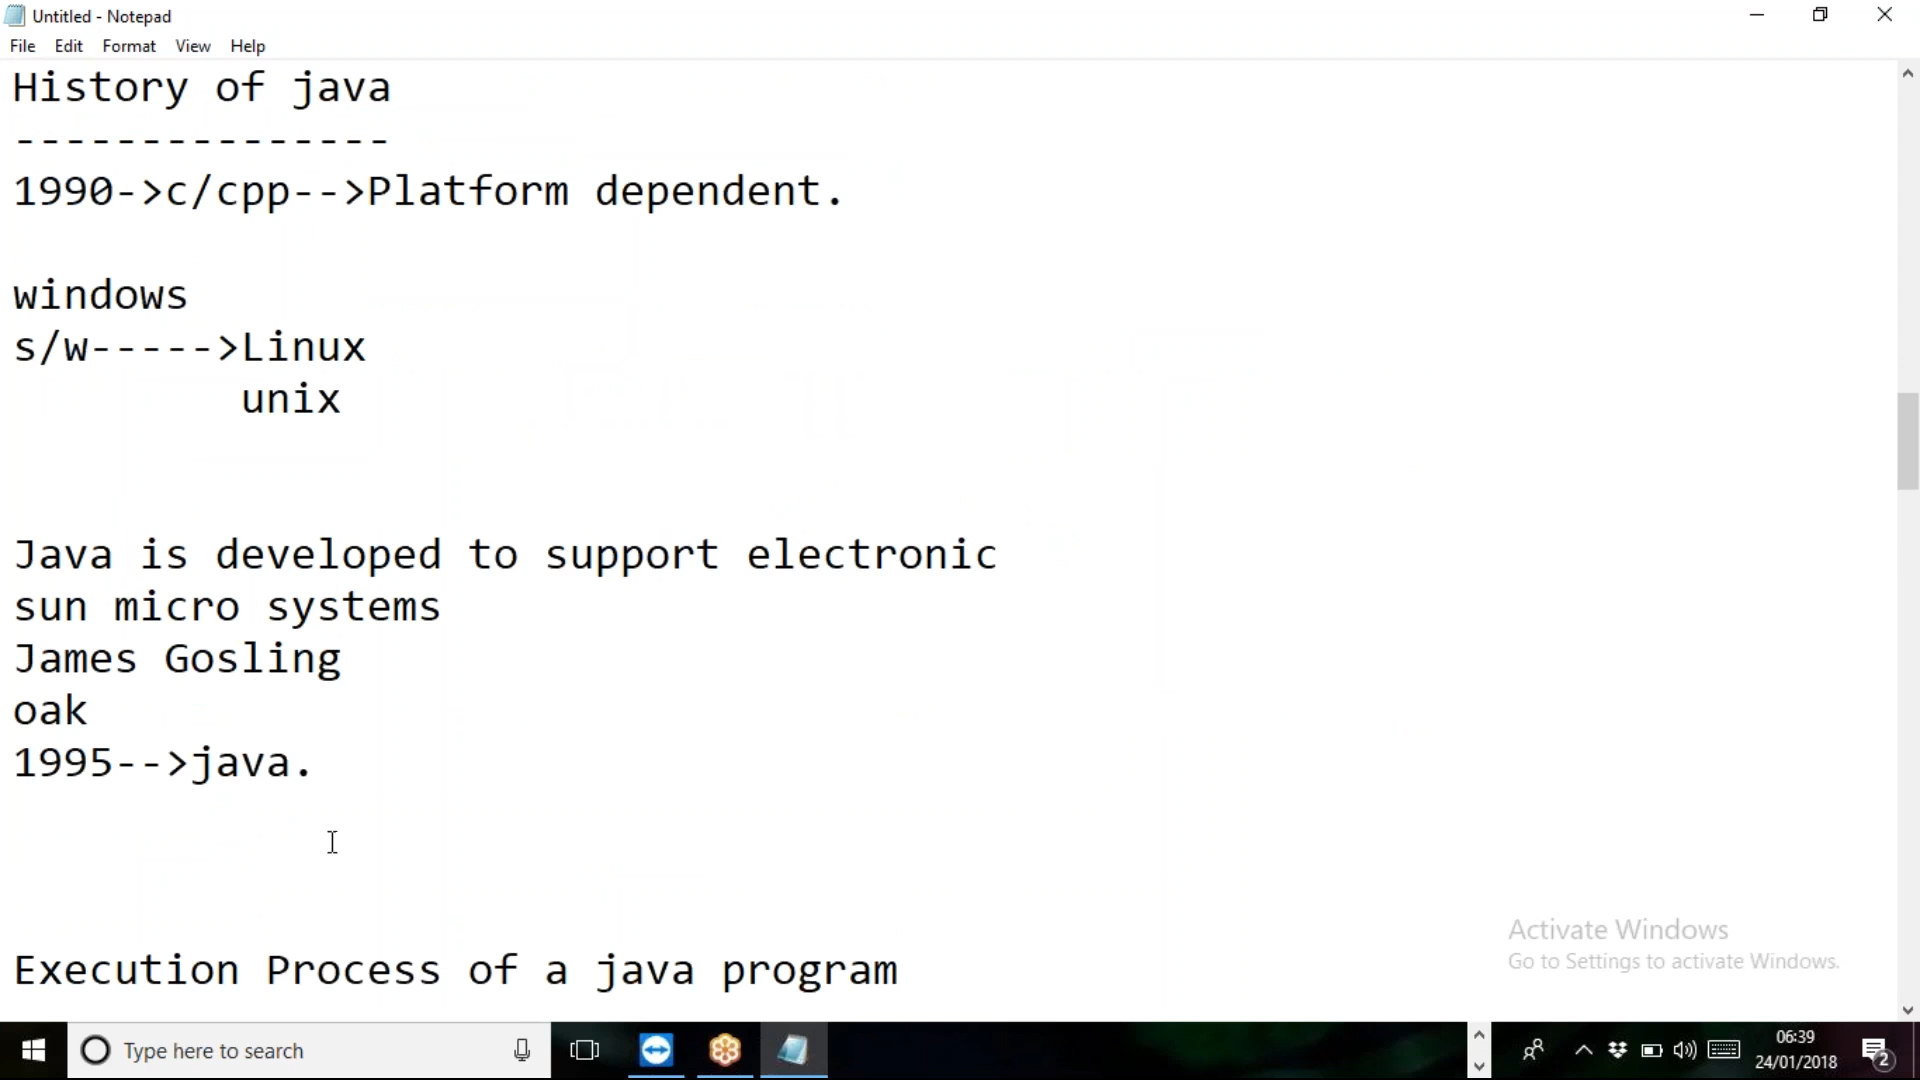 Untitled - Notepad
File Edit Format View Help
History of java
---------------
1990->c/cpp-->Platform dependent.
windows
s/w----->Linux
unix
Java is developed to support electronic
sun micro systems
James Gosling
oak
1995-->java.
Execution Process of a java program
Activate Windows
Go to Settings to activate Windows.
Type here to search
06:39
24/01/2018
2